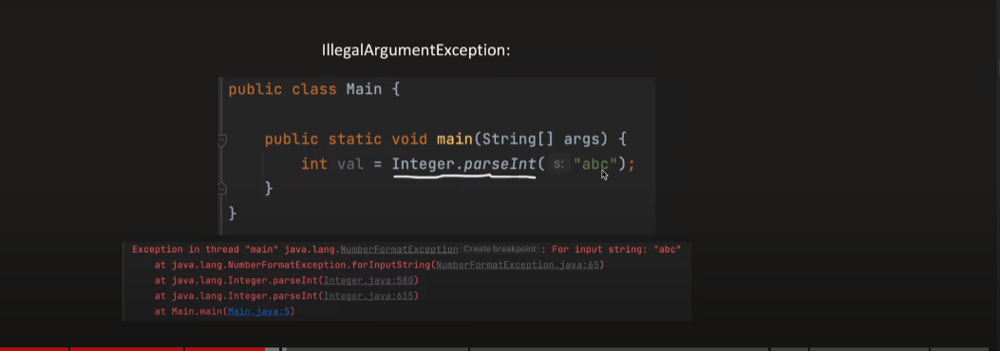 IllegalArgumentException:
public class Main {
public static void main(String[] args) {
int val = Integer.parseInt( s: "abc");
}
}
Exception in thread "main" java.lang.NumberFormatException Create breakpoint : For input string: "abc"
at java.lang.NumberFormatException.forInputString(NumberFormatException.java:65)
at java.lang.Integer.parseInt(Integer.java:580)
at java.lang.Integer.parseInt(Integer.java:615)
at Main.main(Main.java:5)